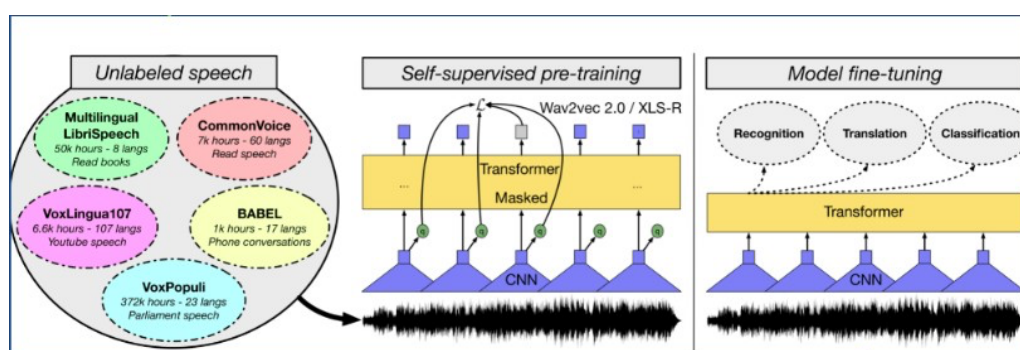 Unlabeled speech
Multilingual
LibriSpeech
50k hours - 8 langs
Read books
CommonVoice
7k hours - 60 langs
Read speech
VoxLingua107
6.6k hours - 107 langs
Youtube speech
BABEL
1k hours - 17 langs
Phone conversations
VoxPopuli
372k hours - 23 langs
Parliament speech
Self-supervised pre-training
ℒ
Wav2vec 2.0 / XLS-R
Transformer
... ...
Masked
q q q q q
CNN
Model fine-tuning
Recognition Translation Classification
Transformer
CNN